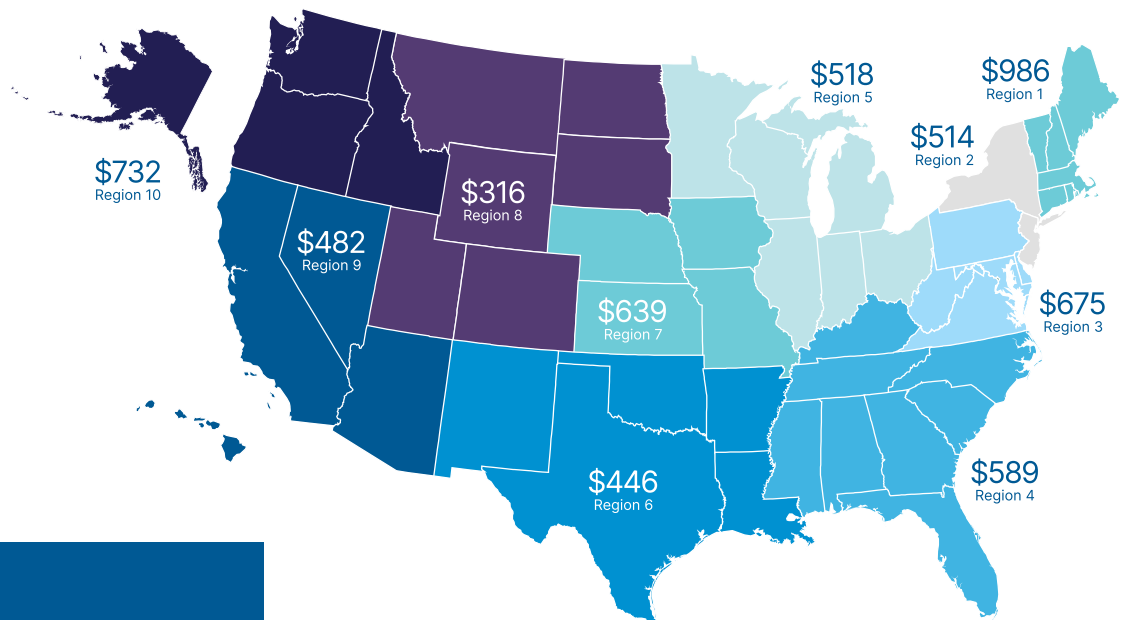 $518
Region 5
$986
Region 1
$514
Region 2
$732
Region 10
$316
Region 8
$482
Region 9
$639
Region 7
$675
Region 3
$446
Region 6
$589
Region 4